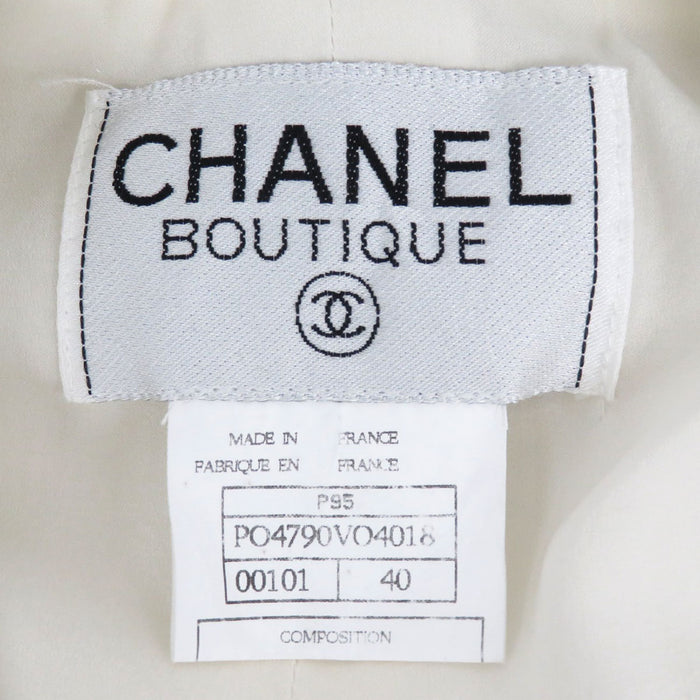 CHANEL
BOUTIQUE
MADE IN FRANCE
FABRIQUE EN FRANCE
P95
PO4790VO4018
00101 40
COMPOSITION